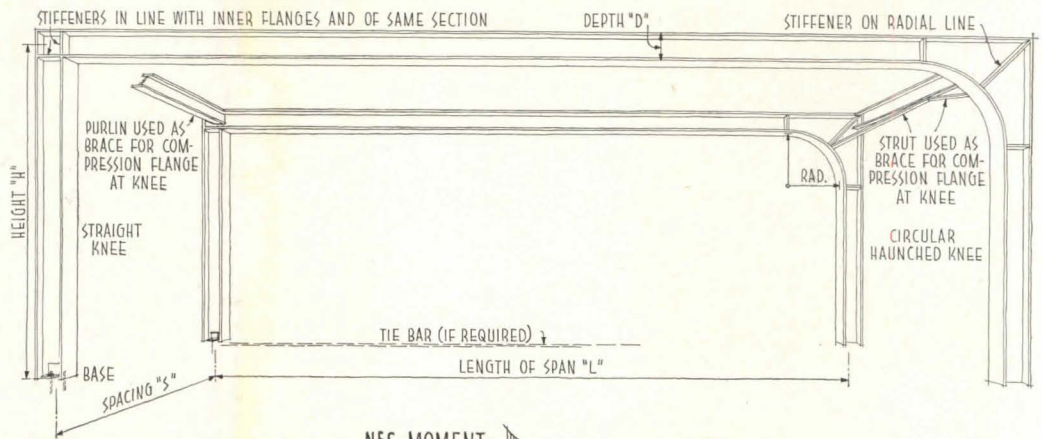 STIFFENERS IN LINE WITH INNER FLANGES AND OF SAME SECTION
DEPTH "D"
STIFFENER ON RADIAL LINE
PURLIN USED AS
BRACE FOR COM-
PRESSION FLANGE
AT KNEE
STRUT USED AS
BRACE FOR COM-
PRESSION FLANGE
AT KNEE
RAD.
HEIGHT "H"
STRAIGHT
KNEE
CIRCULAR
HAUNCHED KNEE
TIE BAR (IF REQUIRED)
LENGTH OF SPAN "L"
BASE
SPACING "S"
MOMENT